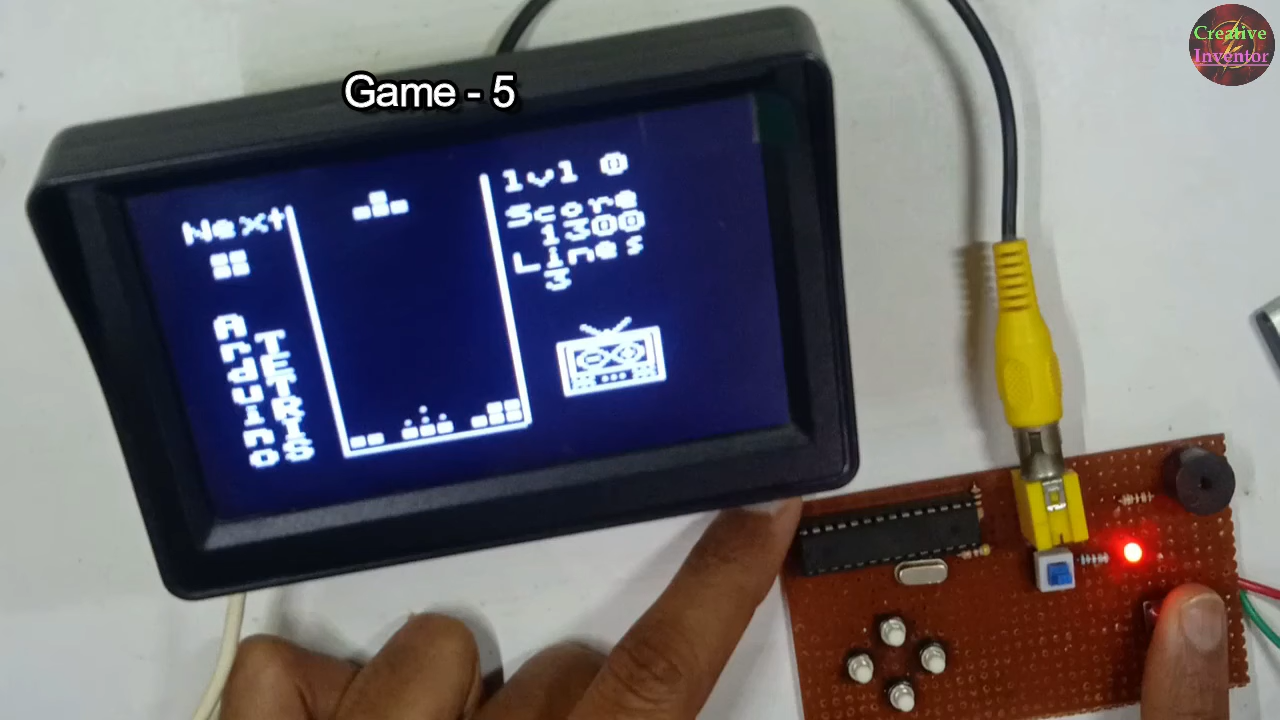 Creative
Inventor
Game - 5
Next
lvl 0
Score
1300
Lines
3
Arduino
TETRIS